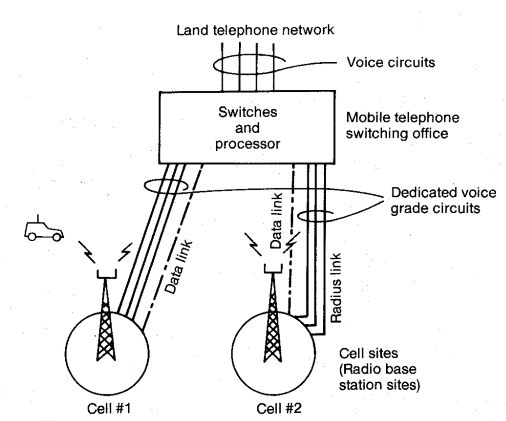 Land telephone network
Voice circuits
Switches
and
processor
Mobile telephone
switching office
Dedicated voice
grade circuits
Data link
Data link
Radius link
Cell sites
(Radio base
station sites)
Cell #1
Cell #2